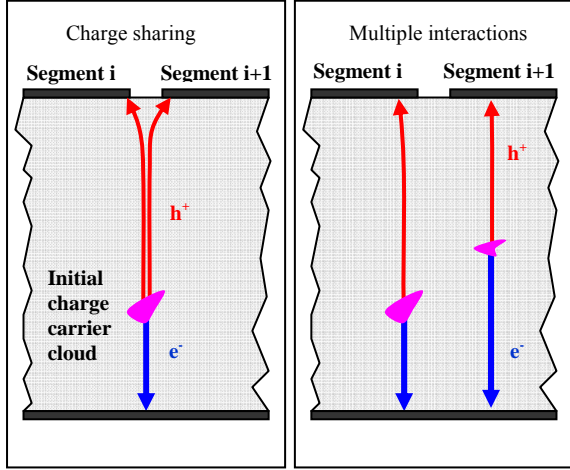 Charge sharing
Segment i Segment i+1
h+
Initial
charge
carrier
cloud
e-
Multiple interactions
Segment i Segment i+1
h+
e-